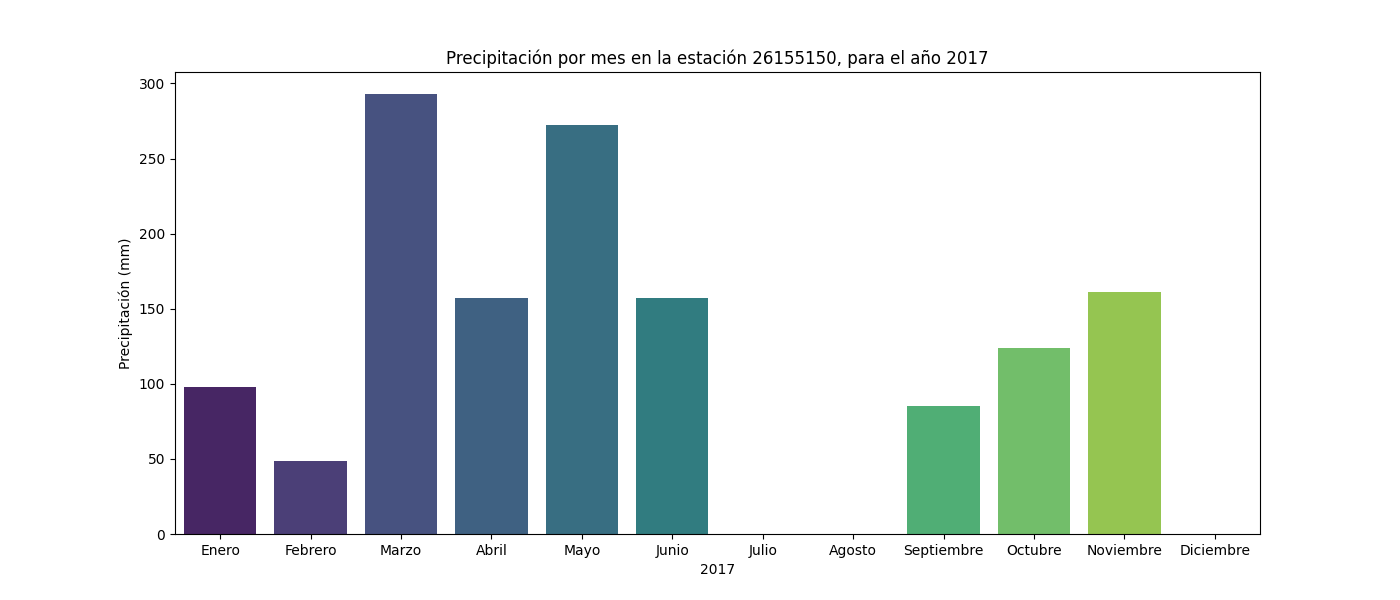 Precipitación por mes en la estación 26155150, para el año 2017
Precipitación (mm)
300
250
200
150
100
50
0
Enero Febrero Marzo Abril Mayo Junio Julio Agosto Septiembre Octubre Noviembre Diciembre
2017